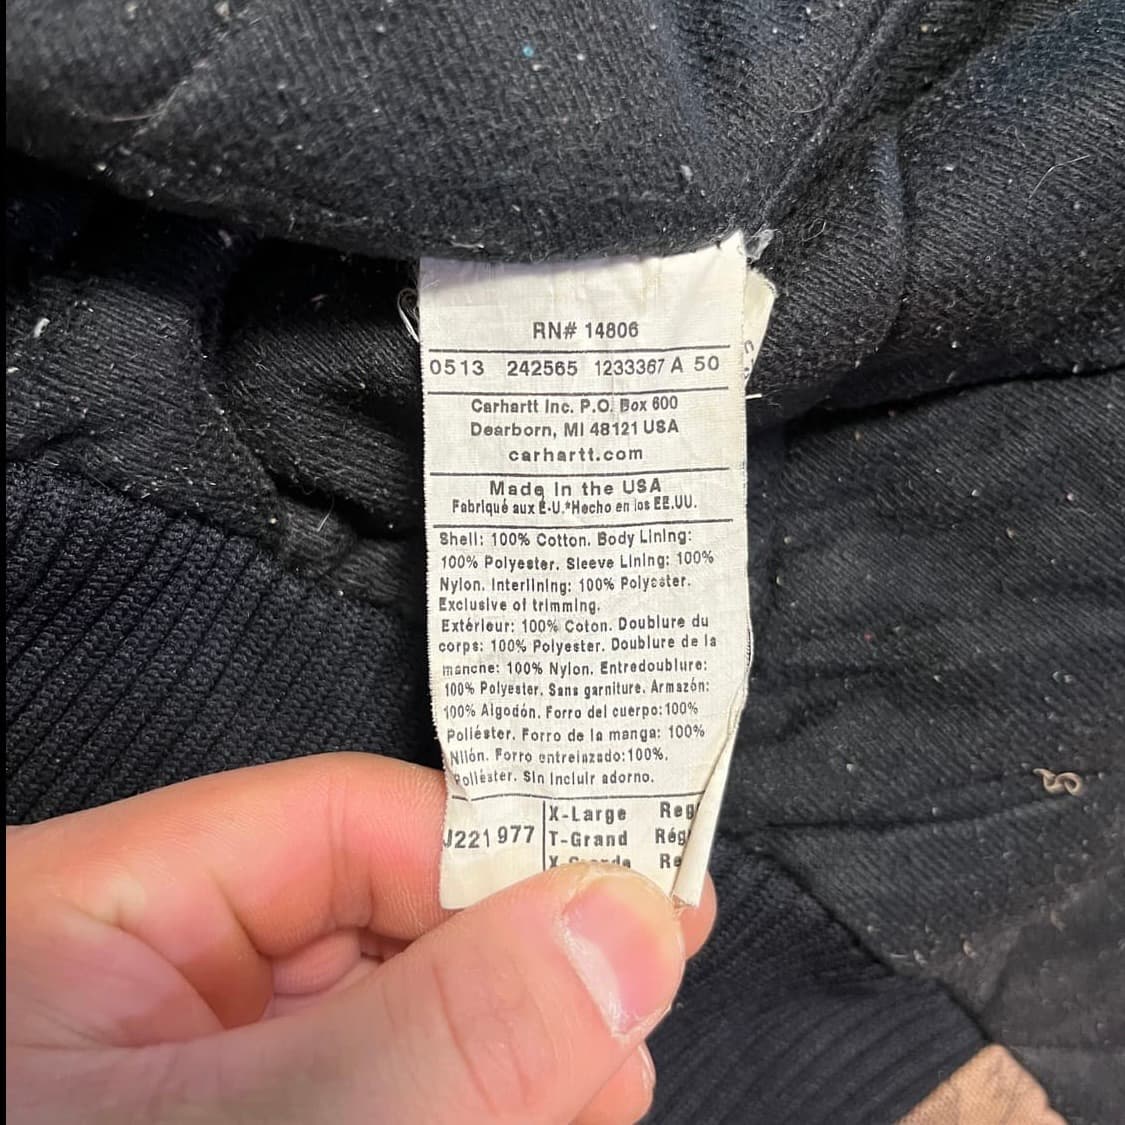 RN# 14806
0513 242565 1233367 A 50
Carhartt Inc. P.O. Box 600
Dearborn, MI 48121 USA
carhartt.com
Made In the USA
Fabriqué aux É-U.*Hecho en los EE.UU.
Shell: 100% Cotton. Body Lining:
100% Polyester. Sleeve Lining: 100%
Nylon. Interlining: 100% Polyester.
Exclusive of trimming.
Extérieur: 100% Coton. Doublure du
corps: 100% Polyester. Doublure de la
manche: 100% Nylon. Entredoublure:
100% Polyester. Sans garniture. Armazón:
100% Algodón. Forro del cuerpo: 100%
Poliéster. Forro de la manga: 100%
Nilón. Forro entrelazado: 100%.
Poliéster. Sin Incluir adorno.
J221 977
X-Large Reg
T-Grand Rég